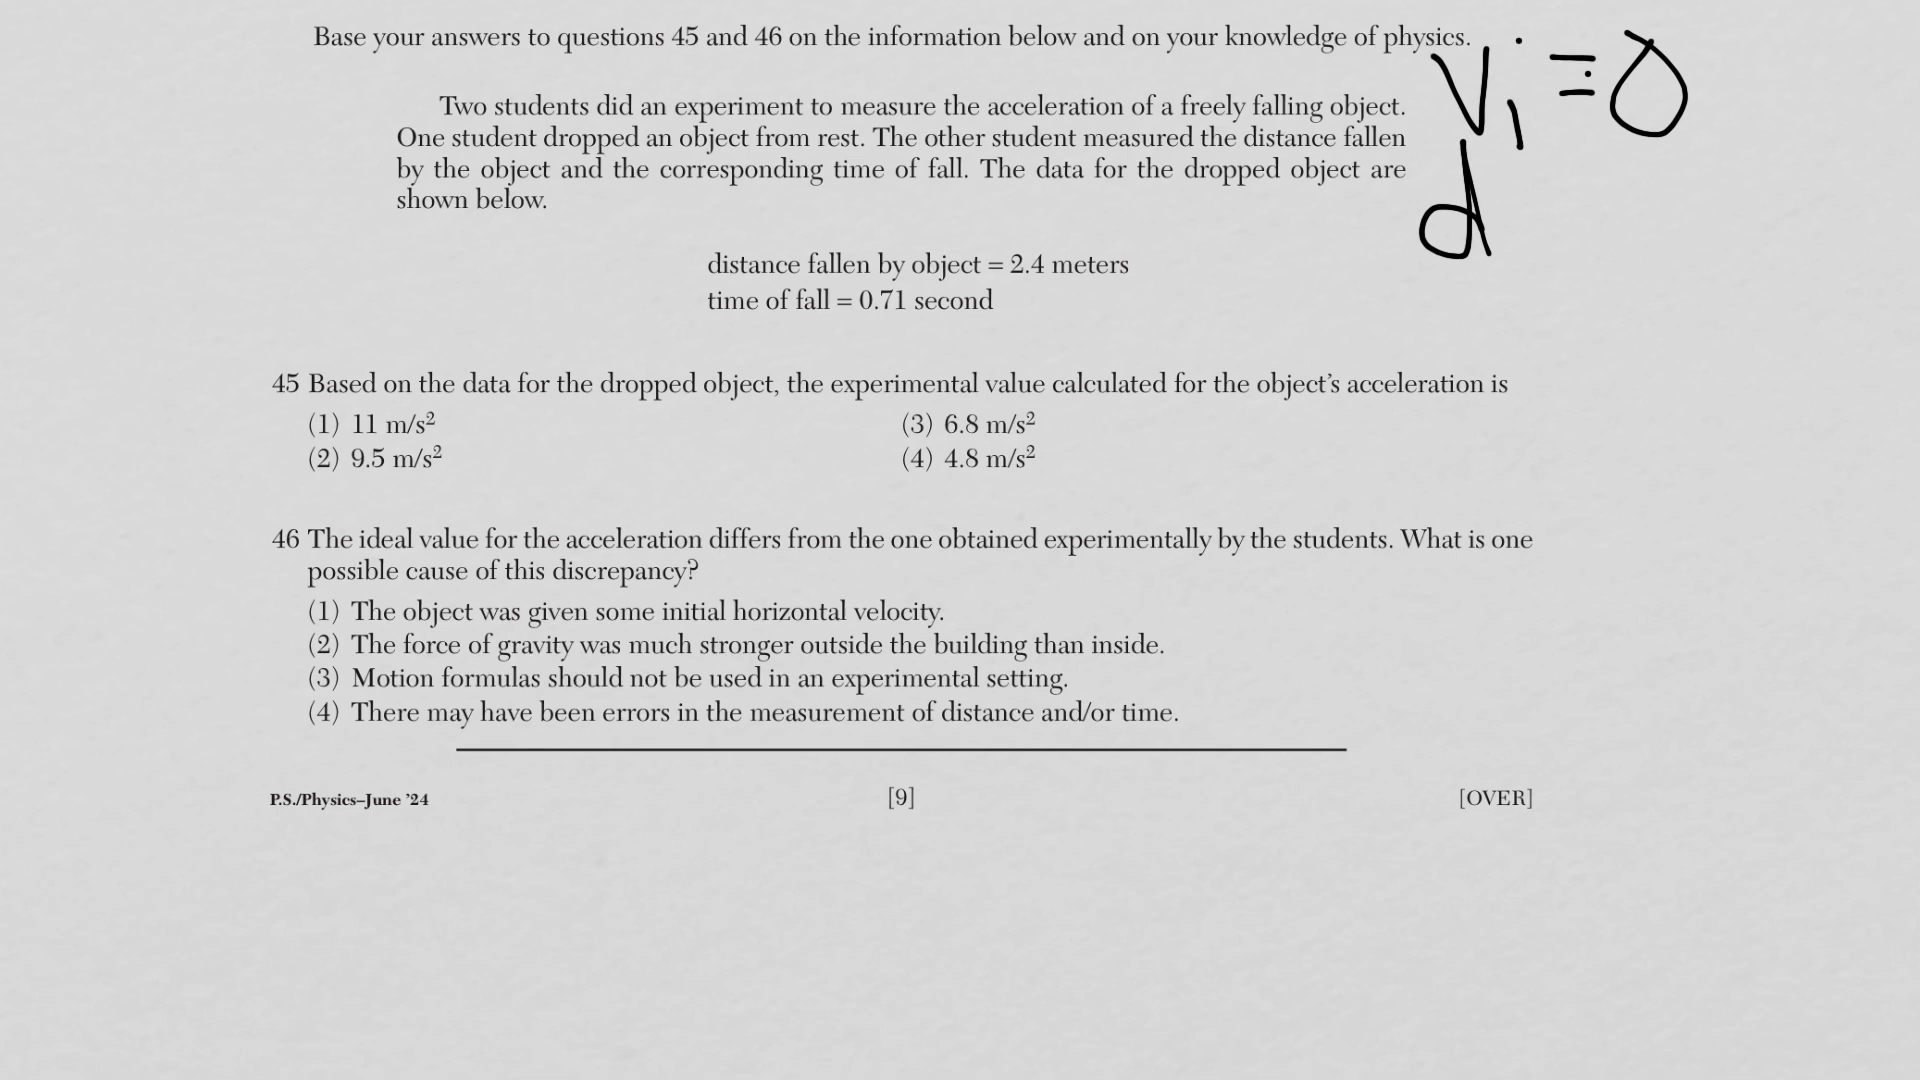 Base your answers to questions 45 and 46 on the information below and on your knowledge of physics.
Vi = 0
Two students did an experiment to measure the acceleration of a freely falling object.
One student dropped an object from rest. The other student measured the distance fallen
by the object and the corresponding time of fall. The data for the dropped object are
shown below.
d
distance fallen by object = 2.4 meters
time of fall = 0.71 second
45 Based on the data for the dropped object, the experimental value calculated for the object’s acceleration is
(1) 11 m/s² (3) 6.8 m/s²
(2) 9.5 m/s² (4) 4.8 m/s²
46 The ideal value for the acceleration differs from the one obtained experimentally by the students. What is one
possible cause of this discrepancy?
(1) The object was given some initial horizontal velocity.
(2) The force of gravity was much stronger outside the building than inside.
(3) Motion formulas should not be used in an experimental setting.
(4) There may have been errors in the measurement of distance and/or time.
P.S./Physics–June ’24 [9] [OVER]